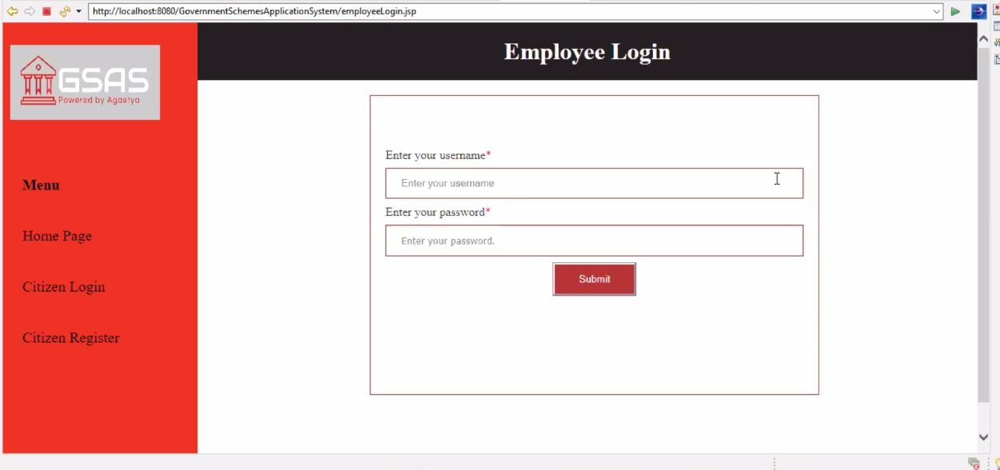 http://localhost:8080/GovernmentSchemesApplicationSystem/employeeLogin.jsp
GSAS
Powered by Agastya
Employee Login
Menu
Home Page
Citizen Login
Citizen Register
Enter your username*
Enter your username
Enter your password*
Enter your password.
Submit